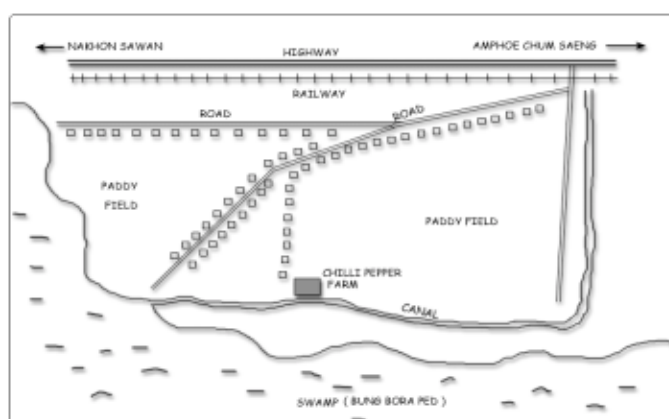 NAKHON SAWAN
AMPHOE CHUM SAENG
HIGHWAY
RAILWAY
ROAD
ROAD
PADDY
FIELD
PADDY FIELD
CHILLI PEPPER
FARM
CANAL
SWAMP ( BUNG BORA PED )